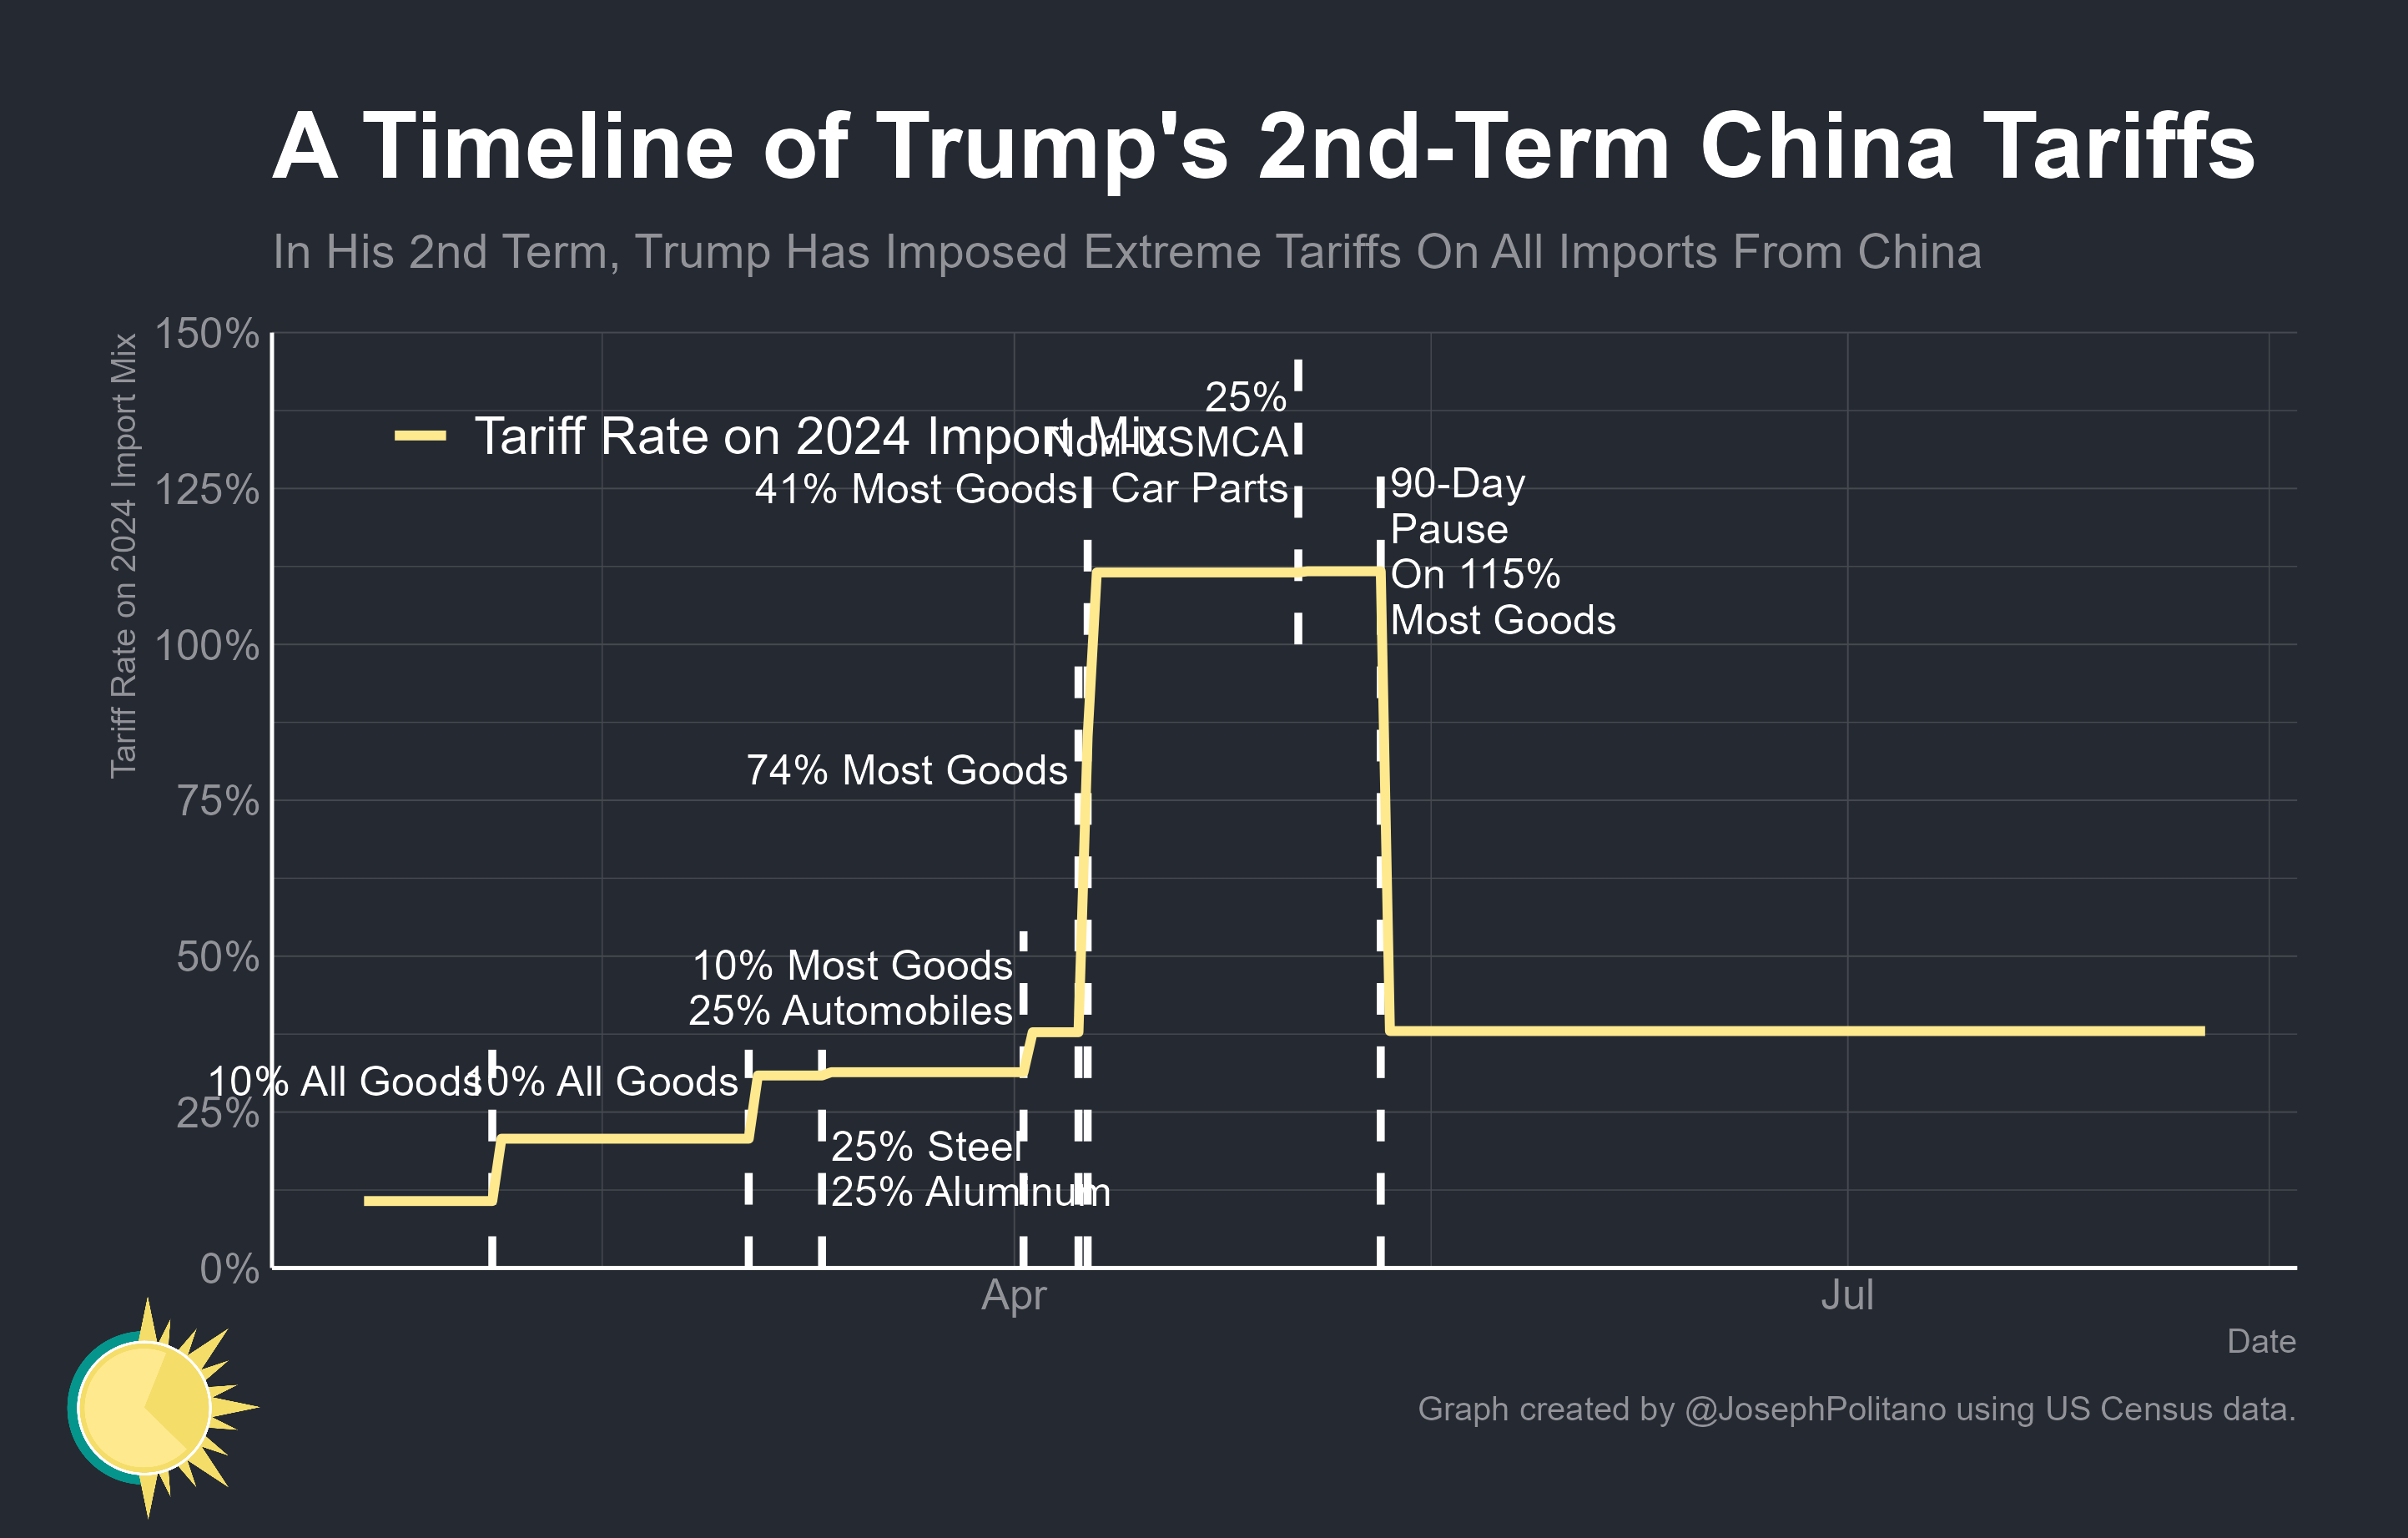 A Timeline of Trump's 2nd-Term China Tariffs
In His 2nd Term, Trump Has Imposed Extreme Tariffs On All Imports From China
Tariff Rate on 2024 Import Mix
150%
125%
100%
75%
50%
25%
0%
Tariff Rate on 2024 Import Mix
25%
Non-USMCA
Car Parts
41% Most Goods
90-Day
Pause
On 115%
Most Goods
74% Most Goods
10% Most Goods
25% Automobiles
10% All Goods
10% All Goods
25% Steel
25% Aluminum
Apr
Jul
Date
Graph created by @JosephPolitano using US Census data.